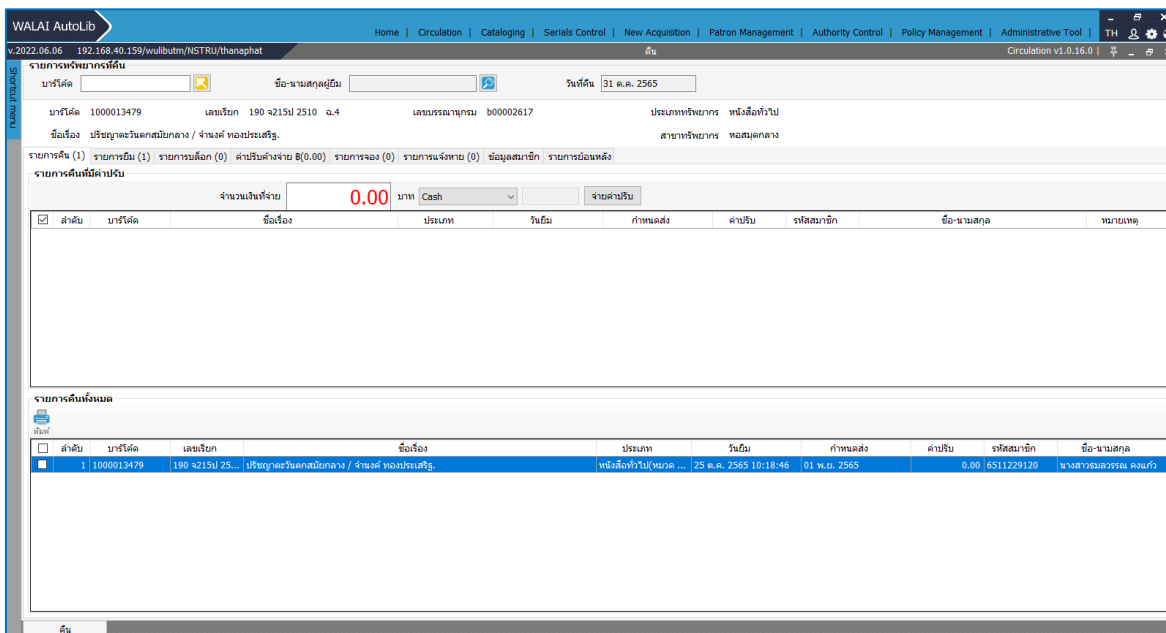 WALAI AutoLib
Home | Circulation | Cataloging | Serials Control | New Acquisition | Patron Management | Authority Control | Policy Management | Administrative Tool | TH
v.2022.06.06 192.168.40.159/wulibutm/NSTRU/thanaphat คืน Circulation v1.0.16.0 |
Shortcut menu
รายการทรัพยากรที่คืน
บาร์โค้ด ชื่อ-นามสกุลผู้ยืม วันที่คืน 31 ต.ค. 2565
บาร์โค้ด 1000013479 เลขเรียก 190 จ215ป 2510 ฉ.4 เลขบรรณานุกรม b00002617 ประเภททรัพยากร หนังสือทั่วไป
ชื่อเรื่อง ปรัชญาตะวันตกสมัยกลาง / จำนงค์ ทองประเสริฐ. สาขาทรัพยากร หอสมุดกลาง
รายการคืน (1) รายการยืม (1) รายการบล็อก (0) ค่าปรับค้างจ่าย ฿(0.00) รายการจอง (0) รายการแจ้งหาย (0) ข้อมูลสมาชิก รายการย้อนหลัง
รายการคืนที่มีค่าปรับ
จำนวนเงินที่จ่าย 0.00 บาท Cash จ่ายค่าปรับ
ลำดับ บาร์โค้ด ชื่อเรื่อง ประเภท วันยืม กำหนดส่ง ค่าปรับ รหัสสมาชิก ชื่อ-นามสกุล หมายเหตุ
รายการคืนทั้งหมด
พิมพ์
ลำดับ บาร์โค้ด เลขเรียก ชื่อเรื่อง ประเภท วันยืม กำหนดส่ง ค่าปรับ รหัสสมาชิก ชื่อ-นามสกุล
1 1000013479 190 จ215ป 25... ปรัชญาตะวันตกสมัยกลาง / จำนงค์ ทองประเสริฐ. หนังสือทั่วไป(หมวด ... 25 ต.ค. 2565 10:18:46 01 พ.ย. 2565 0.00 6511229120 นางสาวธมลวรรณ คงแก้ว
คืน